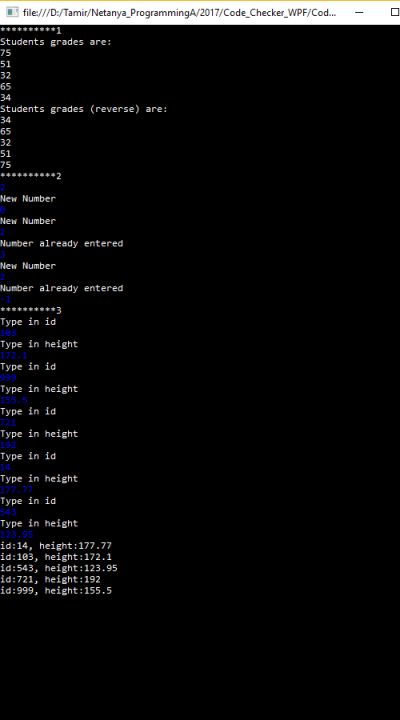 file:///D:/Tamir/Netanya_ProgrammingA/2017/Code_Checker_WPF/Cod...
**********1
Students grades are:
75
51
32
65
34
Students grades (reverse) are:
34
65
32
51
75
**********2
2
New Number
0
New Number
2
Number already entered
3
New Number
2
Number already entered
-1
**********3
Type in id
103
Type in height
172.1
Type in id
999
Type in height
155.5
Type in id
721
Type in height
192
Type in id
14
Type in height
177.77
Type in id
543
Type in height
123.95
id:14, height:177.77
id:103, height:172.1
id:543, height:123.95
id:721, height:192
id:999, height:155.5